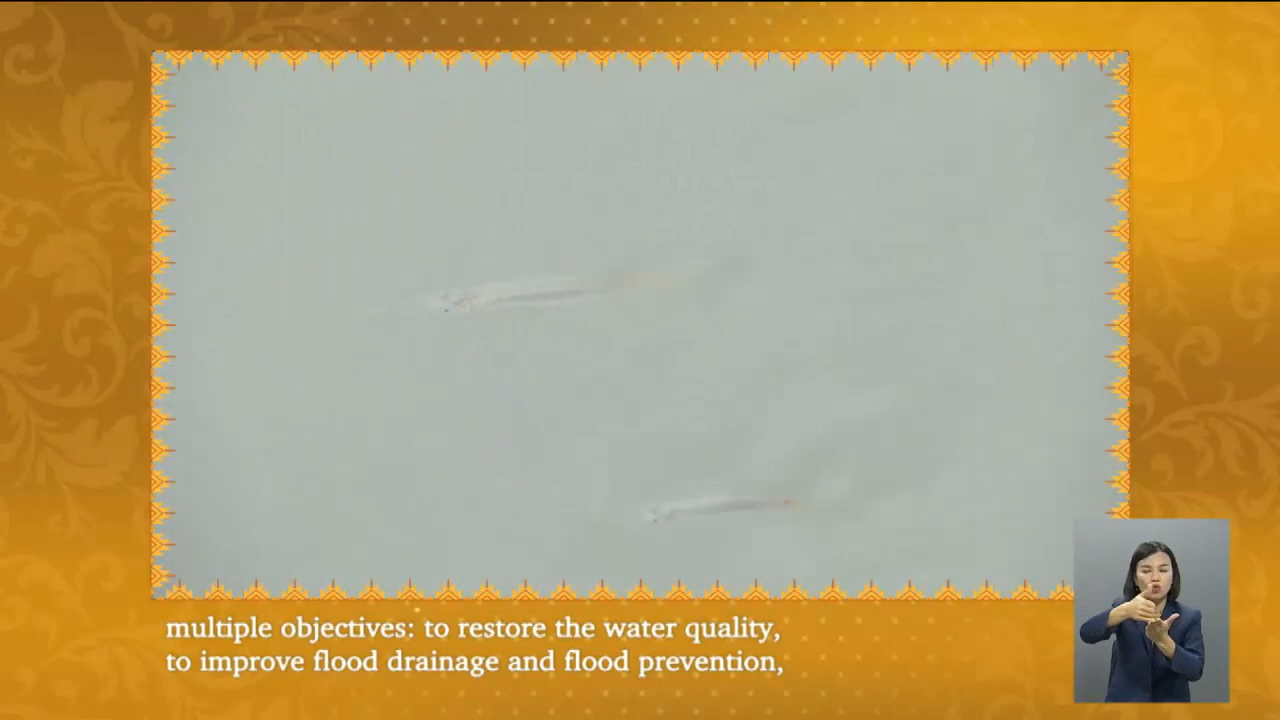 multiple objectives: to restore the water quality,
to improve flood drainage and flood prevention,